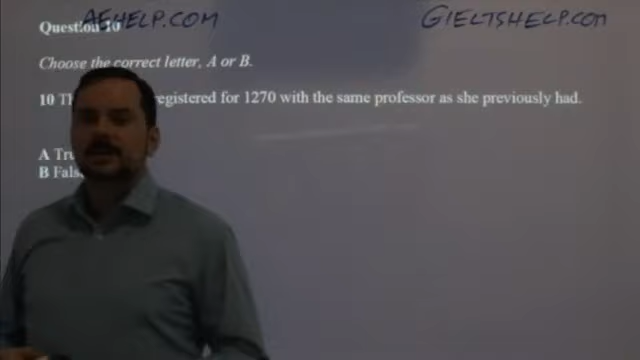 AEHELP.COM
GIELTSHELP.COM
Question 10
Choose the correct letter, A or B.
10 registered for 1270 with the same professor as she previously had.
A
B